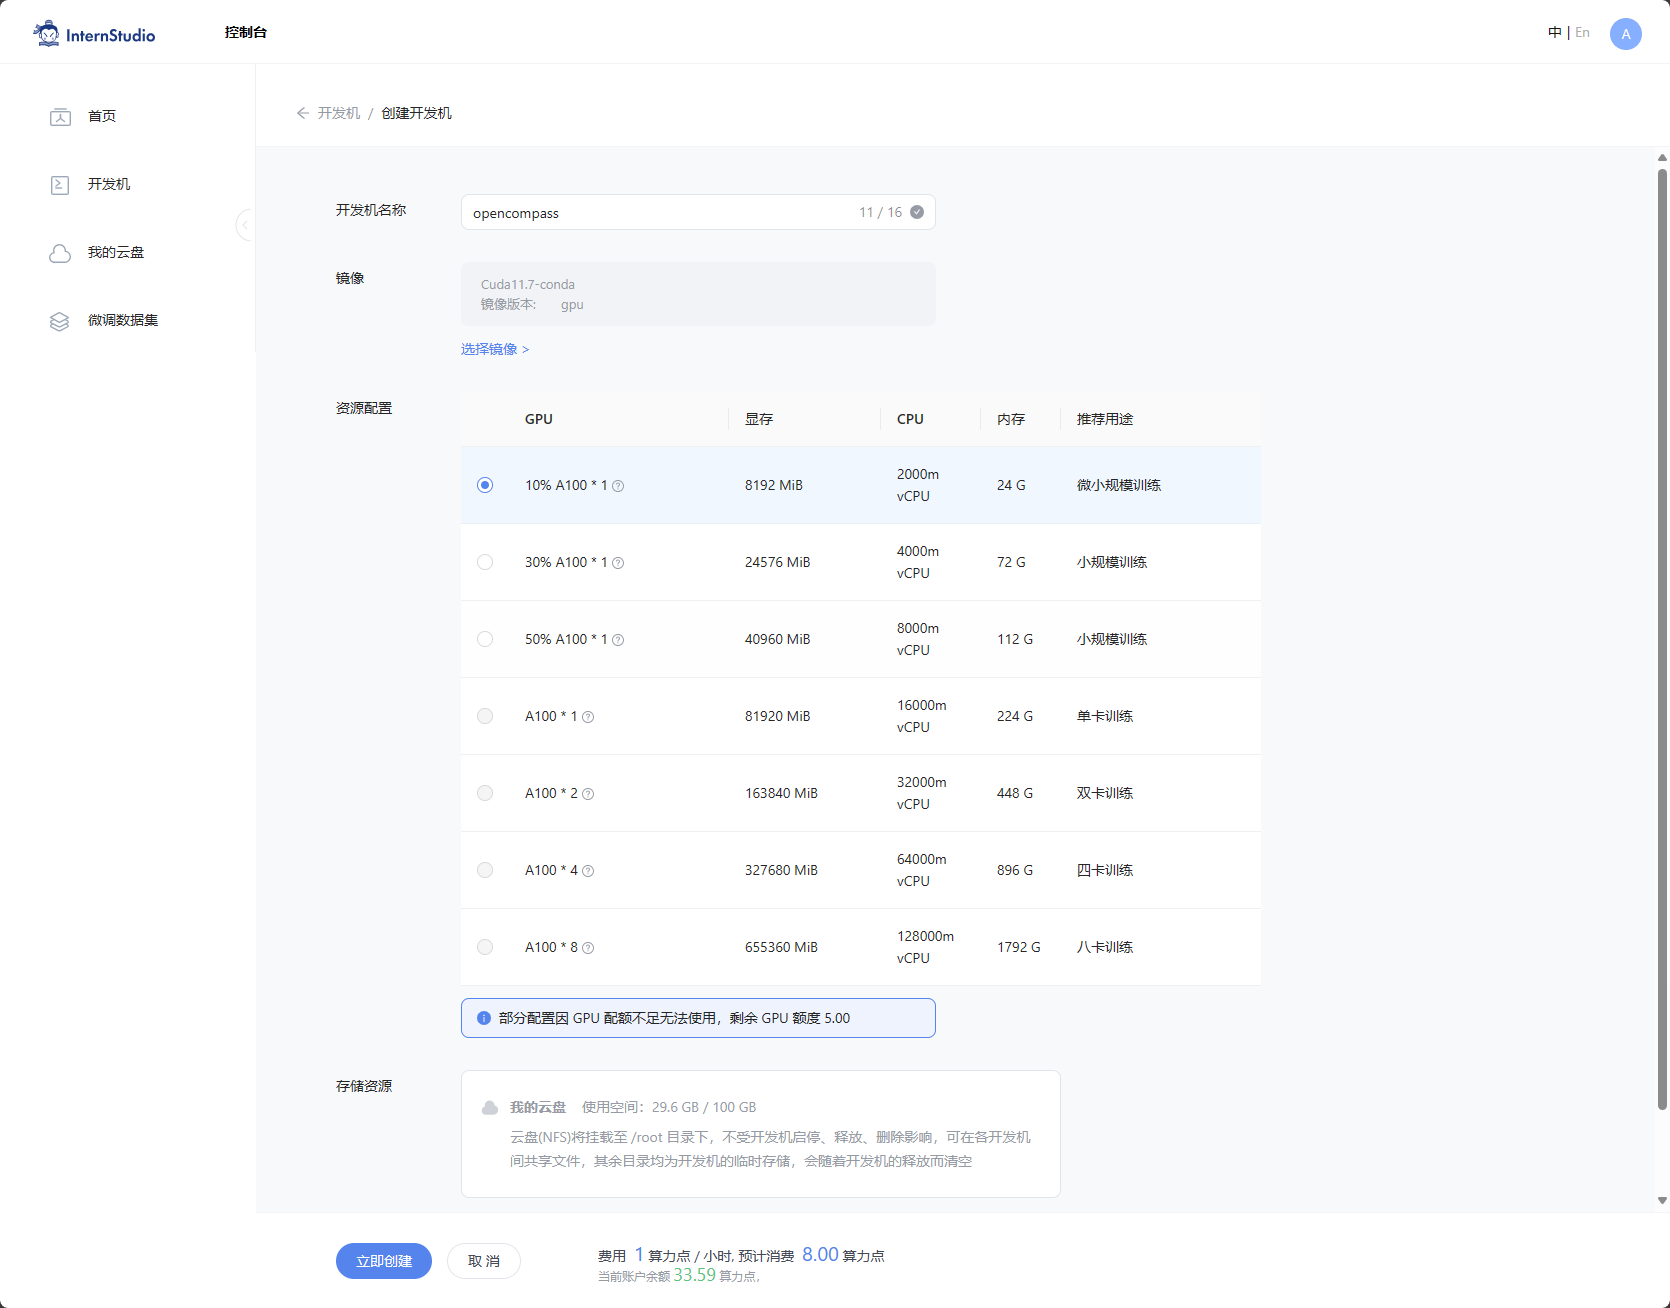 InternStudio
控制台
中 | En
A
首页
开发机
我的云盘
微调数据集
开发机 / 创建开发机
开发机名称
opencompass
11 / 16
镜像
Cuda11.7-conda
镜像版本: gpu
选择镜像 >
资源配置
GPU 显存 CPU 内存 推荐用途
10% A100 * 1 8192 MiB 2000m vCPU 24 G 微小规模训练
30% A100 * 1 24576 MiB 4000m vCPU 72 G 小规模训练
50% A100 * 1 40960 MiB 8000m vCPU 112 G 小规模训练
A100 * 1 81920 MiB 16000m vCPU 224 G 单卡训练
A100 * 2 163840 MiB 32000m vCPU 448 G 双卡训练
A100 * 4 327680 MiB 64000m vCPU 896 G 四卡训练
A100 * 8 655360 MiB 128000m vCPU 1792 G 八卡训练
部分配置因 GPU 配额不足无法使用，剩余 GPU 额度 5.00
存储资源
我的云盘 使用空间：29.6 GB / 100 GB
云盘(NFS)将挂载至 /root 目录下，不受开发机启停、释放、删除影响，可在各开发机
间共享文件，其余目录均为开发机的临时存储，会随着开发机的释放而清空
立即创建
取 消
费用 1 算力点 / 小时, 预计消费 8.00 算力点
当前账户余额 33.59 算力点,